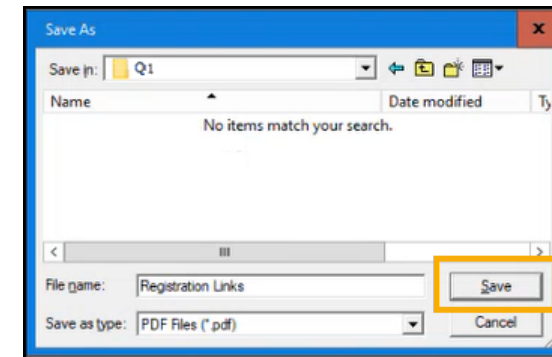 Save As
x
Save in: Q1
Name Date modified Ty
No items match your search.
File name: Registration Links Save
Save as type: PDF Files (*.pdf) Cancel